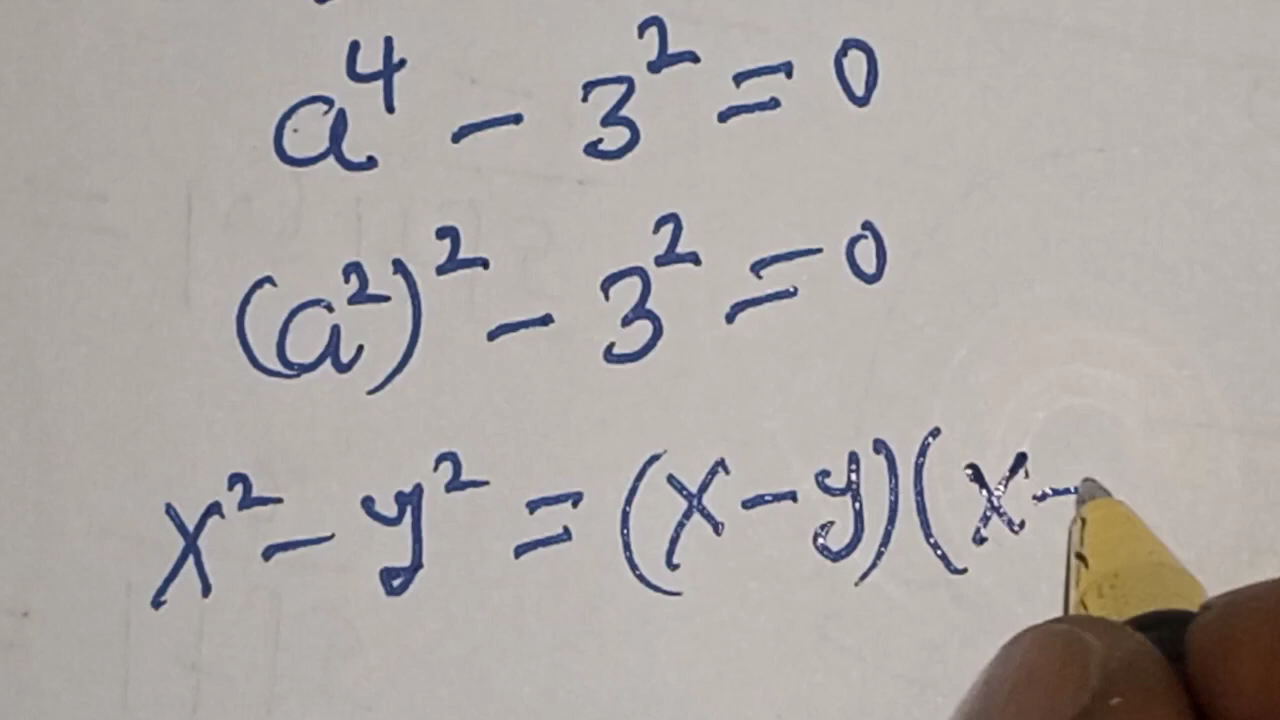 a⁴ - 3² = 0
(a²)² - 3² = 0
x² - y² = (x - y)(x -